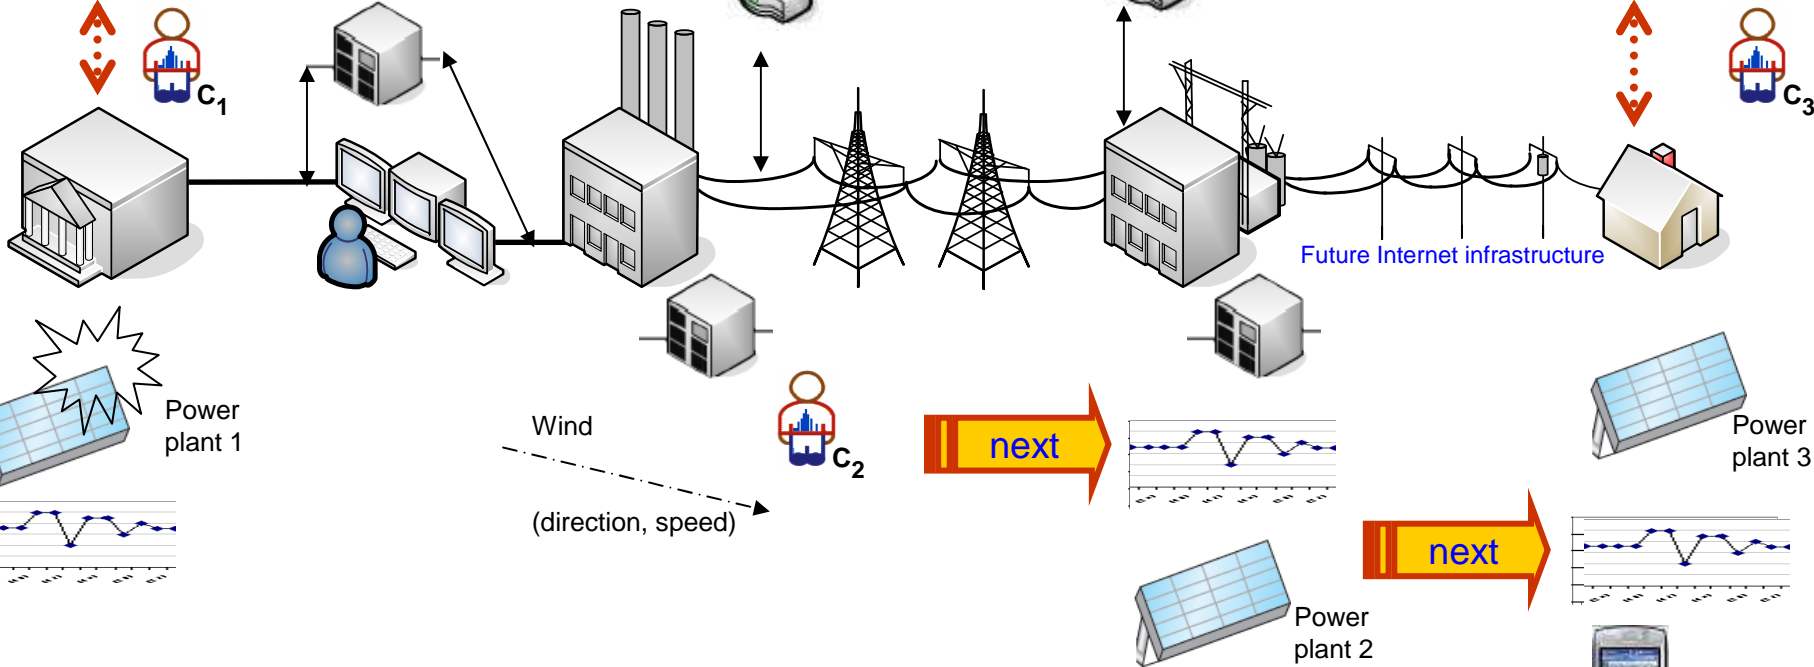 C1
C3
Future Internet infrastructure
Power
plant 1
Wind
(direction, speed)
C2
next
Power
plant 3
next
Power
plant 2